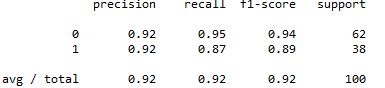 precision recall f1-score support
0 0.92 0.95 0.94 62
1 0.92 0.87 0.89 38
avg / total 0.92 0.92 0.92 100